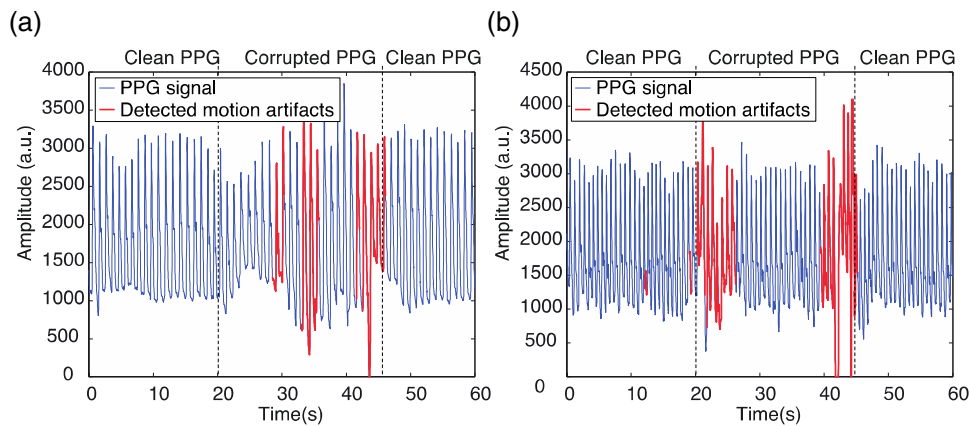 (a)
Clean PPG Corrupted PPG Clean PPG
4000
3500
3000
2500
2000
1500
1000
500
0
Amplitude (a.u.)
PPG signal
Detected motion artifacts
0 10 20 30 40 50 60
Time(s)
(b)
Clean PPG Corrupted PPG Clean PPG
4500
4000
3500
3000
2500
2000
1500
1000
500
0
Amplitude (a.u.)
PPG signal
Detected motion artifacts
0 10 20 30 40 50 60
Time(s)